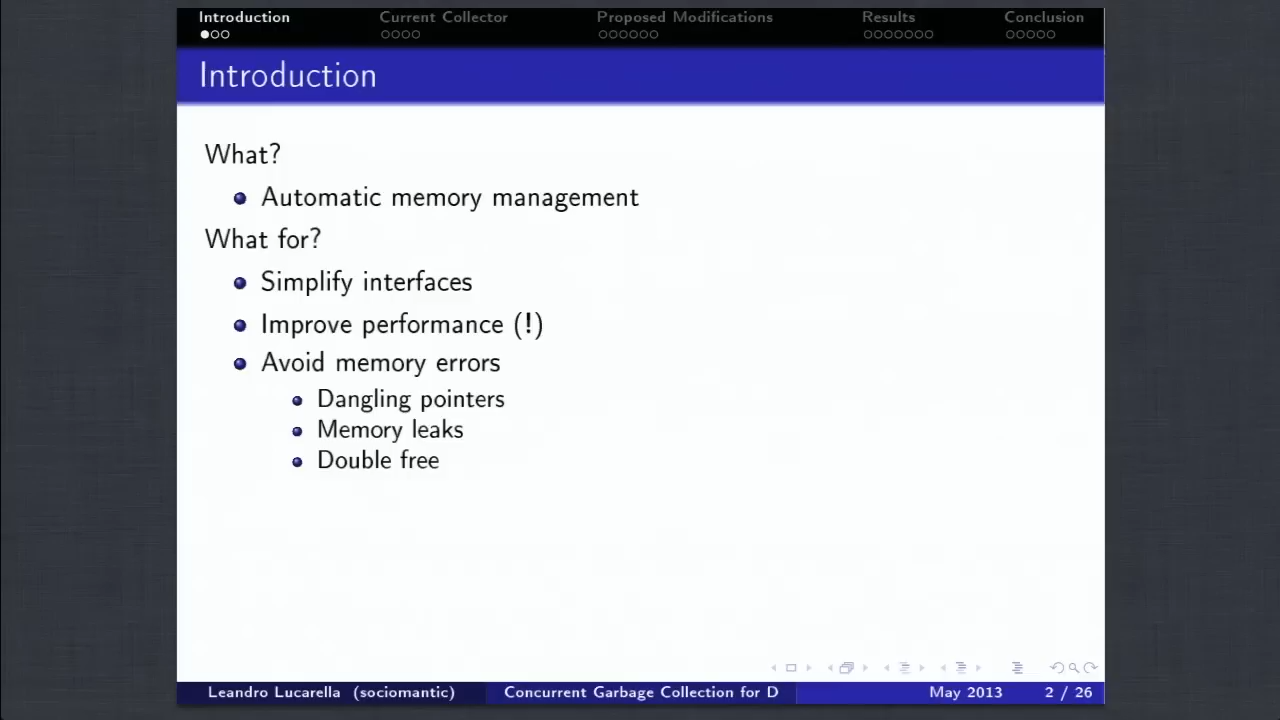 Introduction Current Collector Proposed Modifications Results Conclusion
Introduction
What?
Automatic memory management
What for?
Simplify interfaces
Improve performance (!)
Avoid memory errors
Dangling pointers
Memory leaks
Double free
Leandro Lucarella (sociomantic) Concurrent Garbage Collection for D May 2013 2 / 26